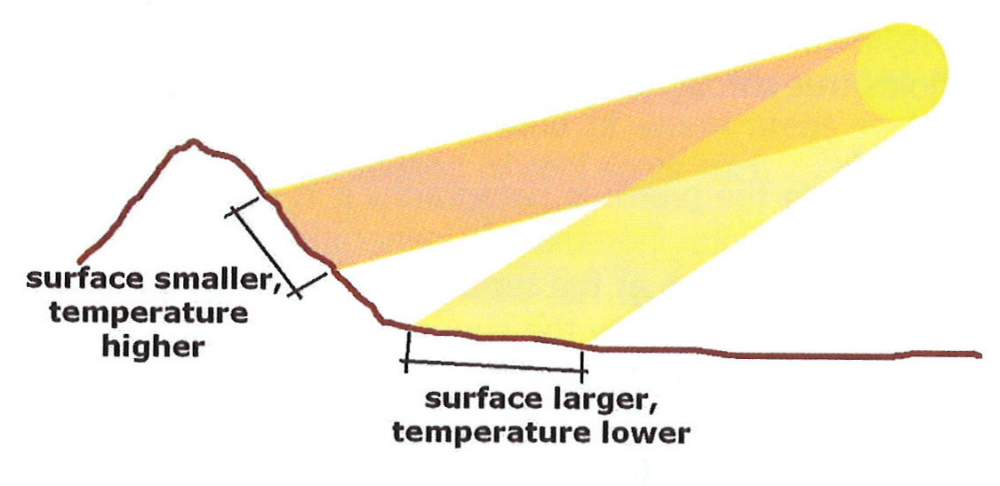 surface smaller,
temperature
higher
surface larger,
temperature lower